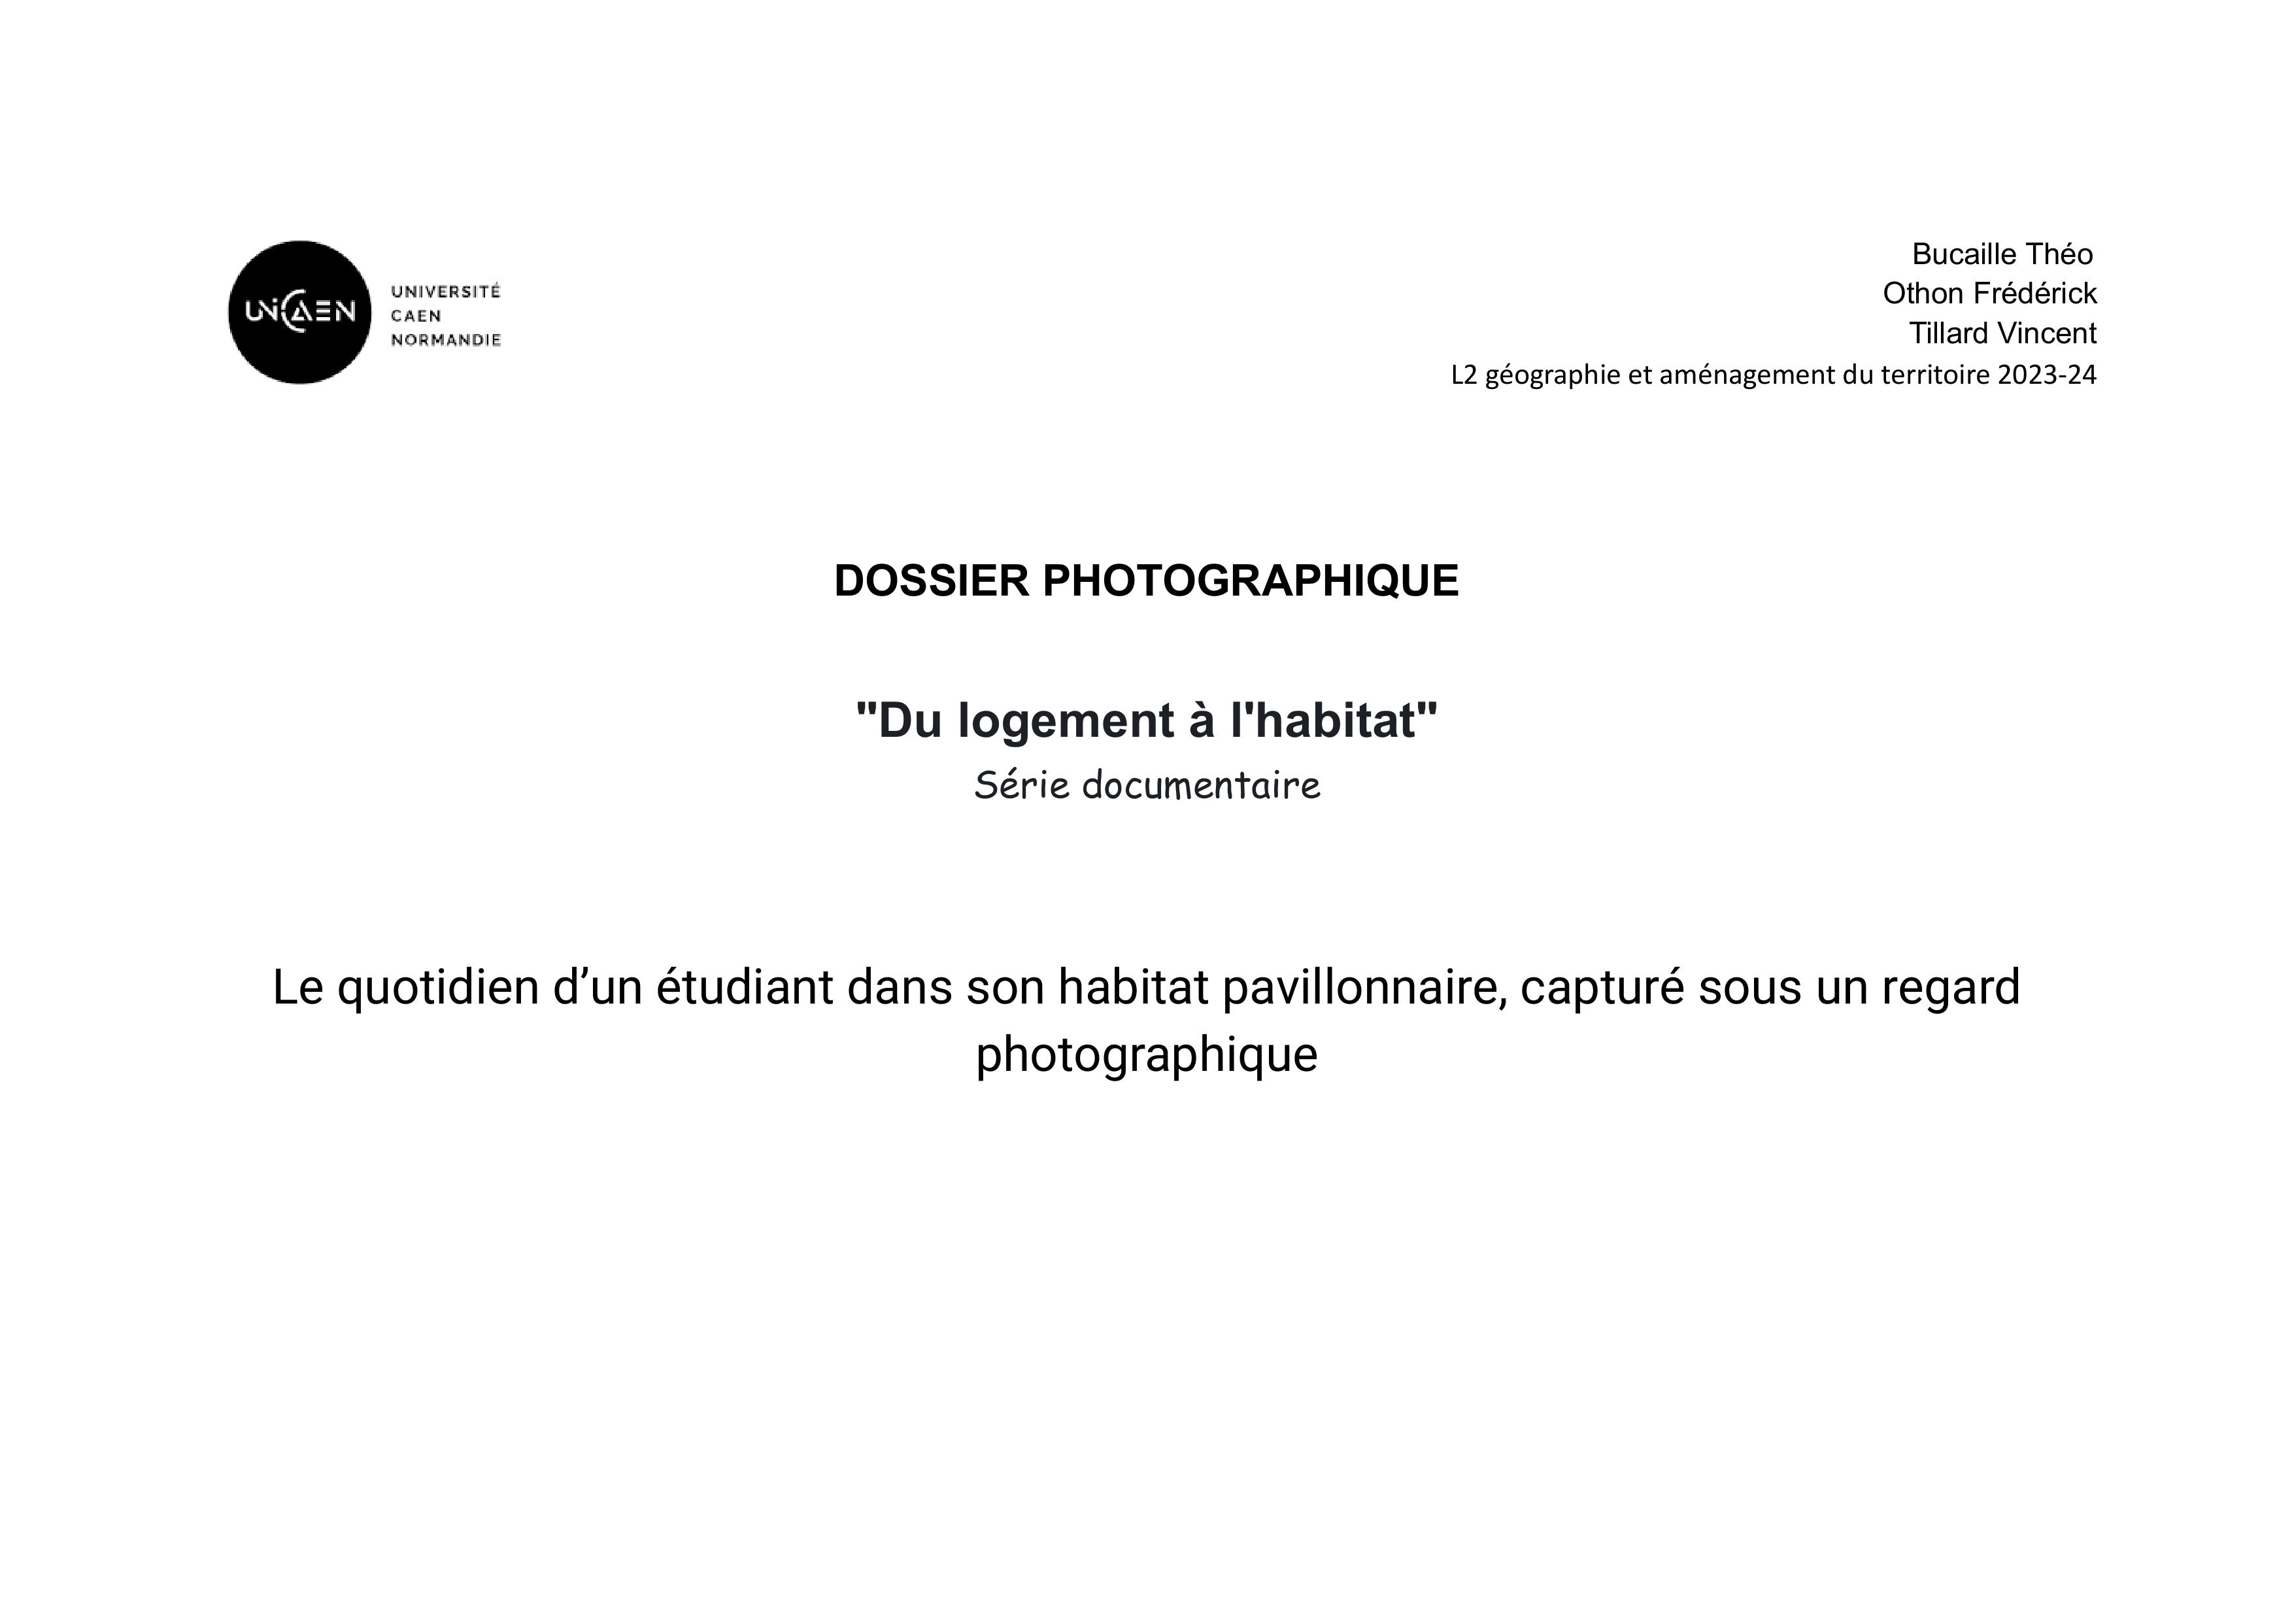 UNICAEN
UNIVERSITÉ
CAEN
NORMANDIE
Bucaille Théo
Othon Frédérick
Tillard Vincent
L2 géographie et aménagement du territoire 2023-24
DOSSIER PHOTOGRAPHIQUE
"Du logement à l'habitat"
Série documentaire
Le quotidien d’un étudiant dans son habitat pavillonnaire, capturé sous un regard
photographique